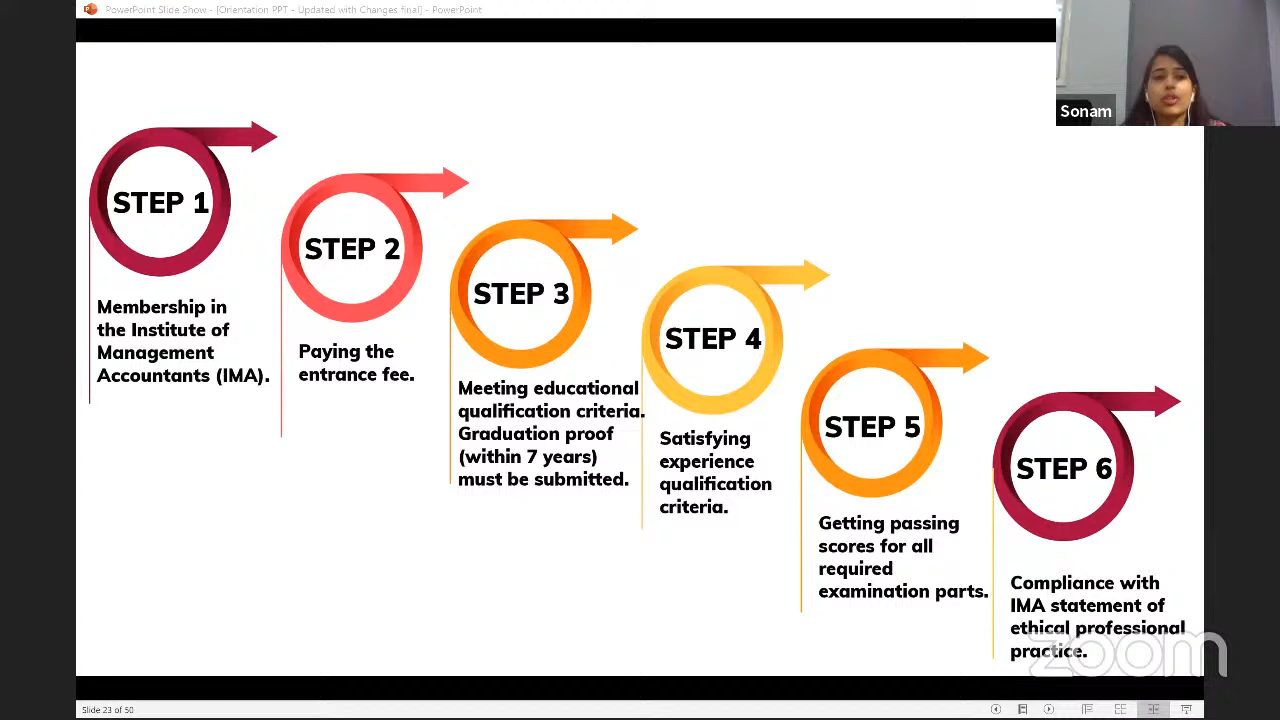 PowerPoint Slide Show - [Orientation PPT - Updated with Changes final] - PowerPoint
Sonam
STEP 1
Membership in
the Institute of
Management
Accountants (IMA).
STEP 2
Paying the
entrance fee.
STEP 3
Meeting educational
qualification criteria.
Graduation proof
(within 7 years)
must be submitted.
STEP 4
Satisfying
experience
qualification
criteria.
STEP 5
Getting passing
scores for all
required
examination parts.
STEP 6
Compliance with
IMA statement of
ethical professional
practice.
zoom
Slide 23 of 50